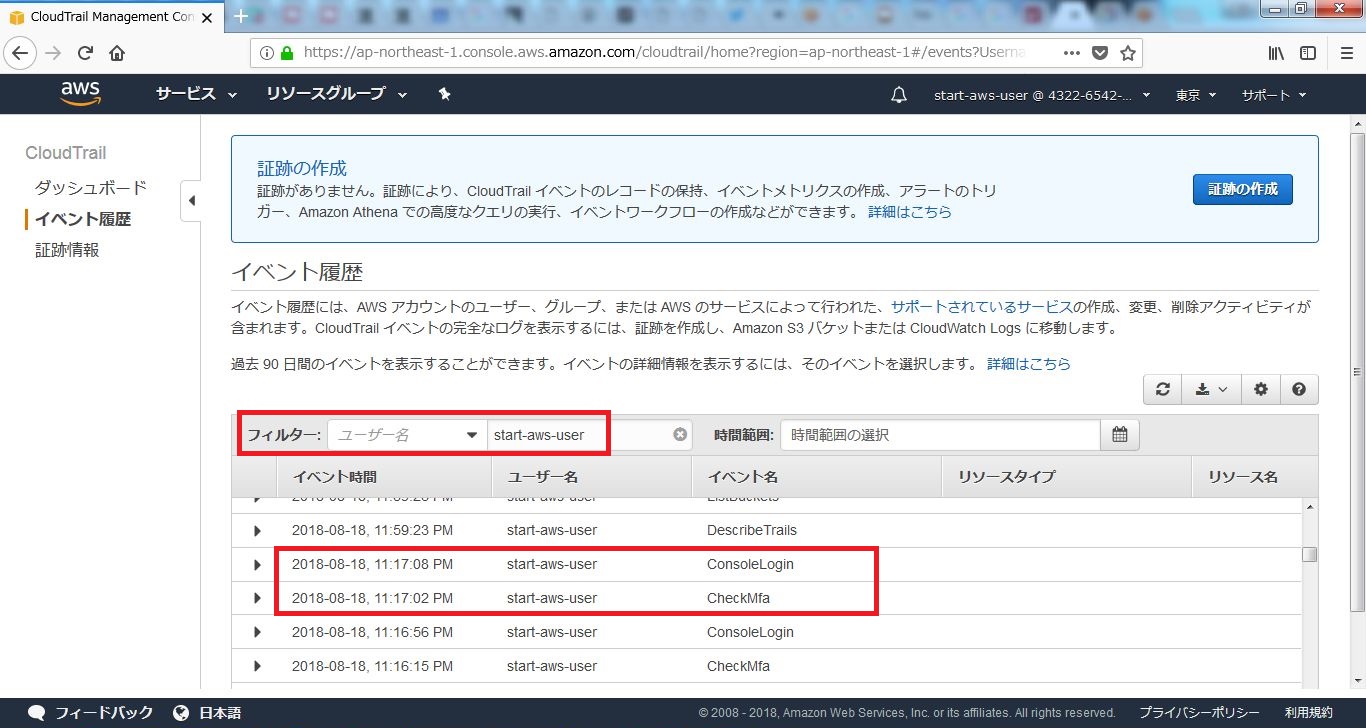 CloudTrail Management Con
https://ap-northeast-1.console.aws.amazon.com/cloudtrail/home?region=ap-northeast-1#/events?Userna
aws
サービス
リソースグループ
start-aws-user @ 4322-6542-...
東京
サポート
CloudTrail
ダッシュボード
イベント履歴
証跡情報
証跡の作成
証跡がありません。証跡により、CloudTrail イベントのレコードの保持、イベントメトリクスの作成、アラートのトリ
ガー、Amazon Athena での高度なクエリの実行、イベントワークフローの作成などができます。 詳細はこちら
証跡の作成
イベント履歴
イベント履歴には、AWS アカウントのユーザー、グループ、または AWS のサービスによって行われた、サポートされているサービスの作成、変更、削除アクティビティが
含まれます。CloudTrail イベントの完全なログを表示するには、証跡を作成し、Amazon S3 バケットまたは CloudWatch Logs に移動します。
過去 90 日間のイベントを表示することができます。イベントの詳細情報を表示するには、そのイベントを選択します。 詳細はこちら
フィルター: ユーザー名 start-aws-user 時間範囲: 時間範囲の選択
イベント時間 ユーザー名 イベント名 リソースタイプ リソース名
start-aws-user ListBuckets
2018-08-18, 11:59:23 PM start-aws-user DescribeTrails
2018-08-18, 11:17:08 PM start-aws-user ConsoleLogin
2018-08-18, 11:17:02 PM start-aws-user CheckMfa
2018-08-18, 11:16:56 PM start-aws-user ConsoleLogin
2018-08-18, 11:16:15 PM start-aws-user CheckMfa
フィードバック
日本語
© 2008 - 2018, Amazon Web Services, Inc. or its affiliates. All rights reserved.
プライバシーポリシー
利用規約